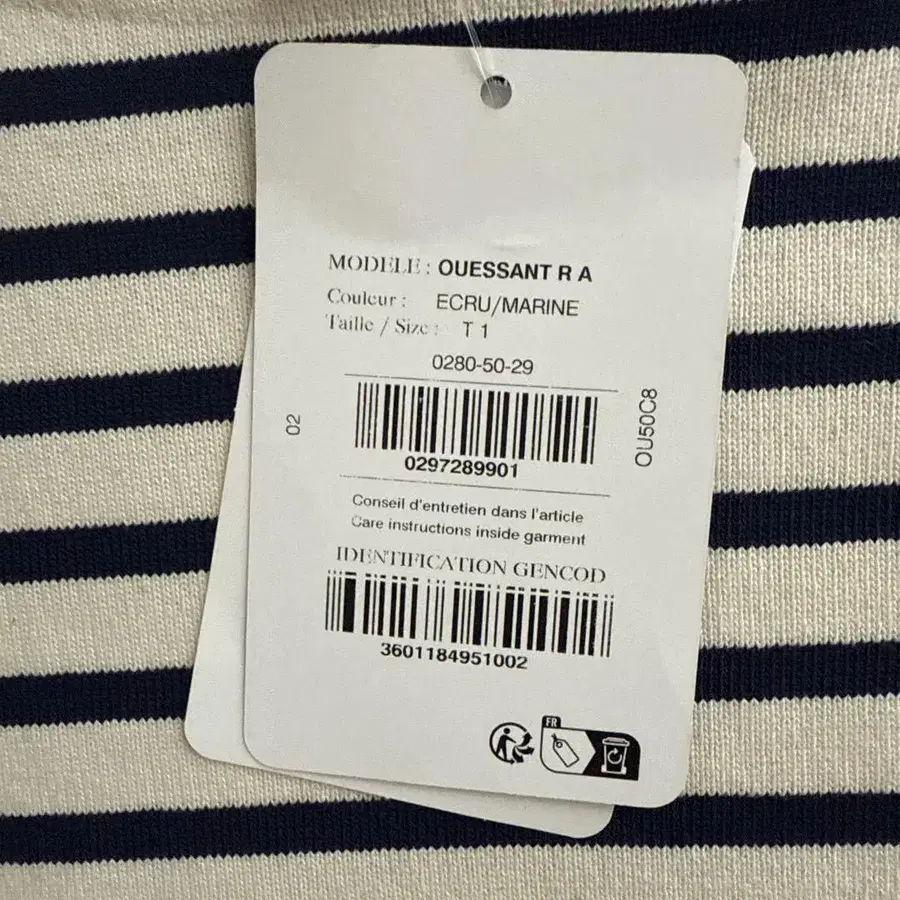 MODELE : OUESSANT R A
Couleur : ECRU/MARINE
Taille / Size : T 1
0280-50-29
02
OU50C8
0297289901
Conseil d'entretien dans l'article
Care instructions inside garment
IDENTIFICATION GENCOD
3601184951002
FR